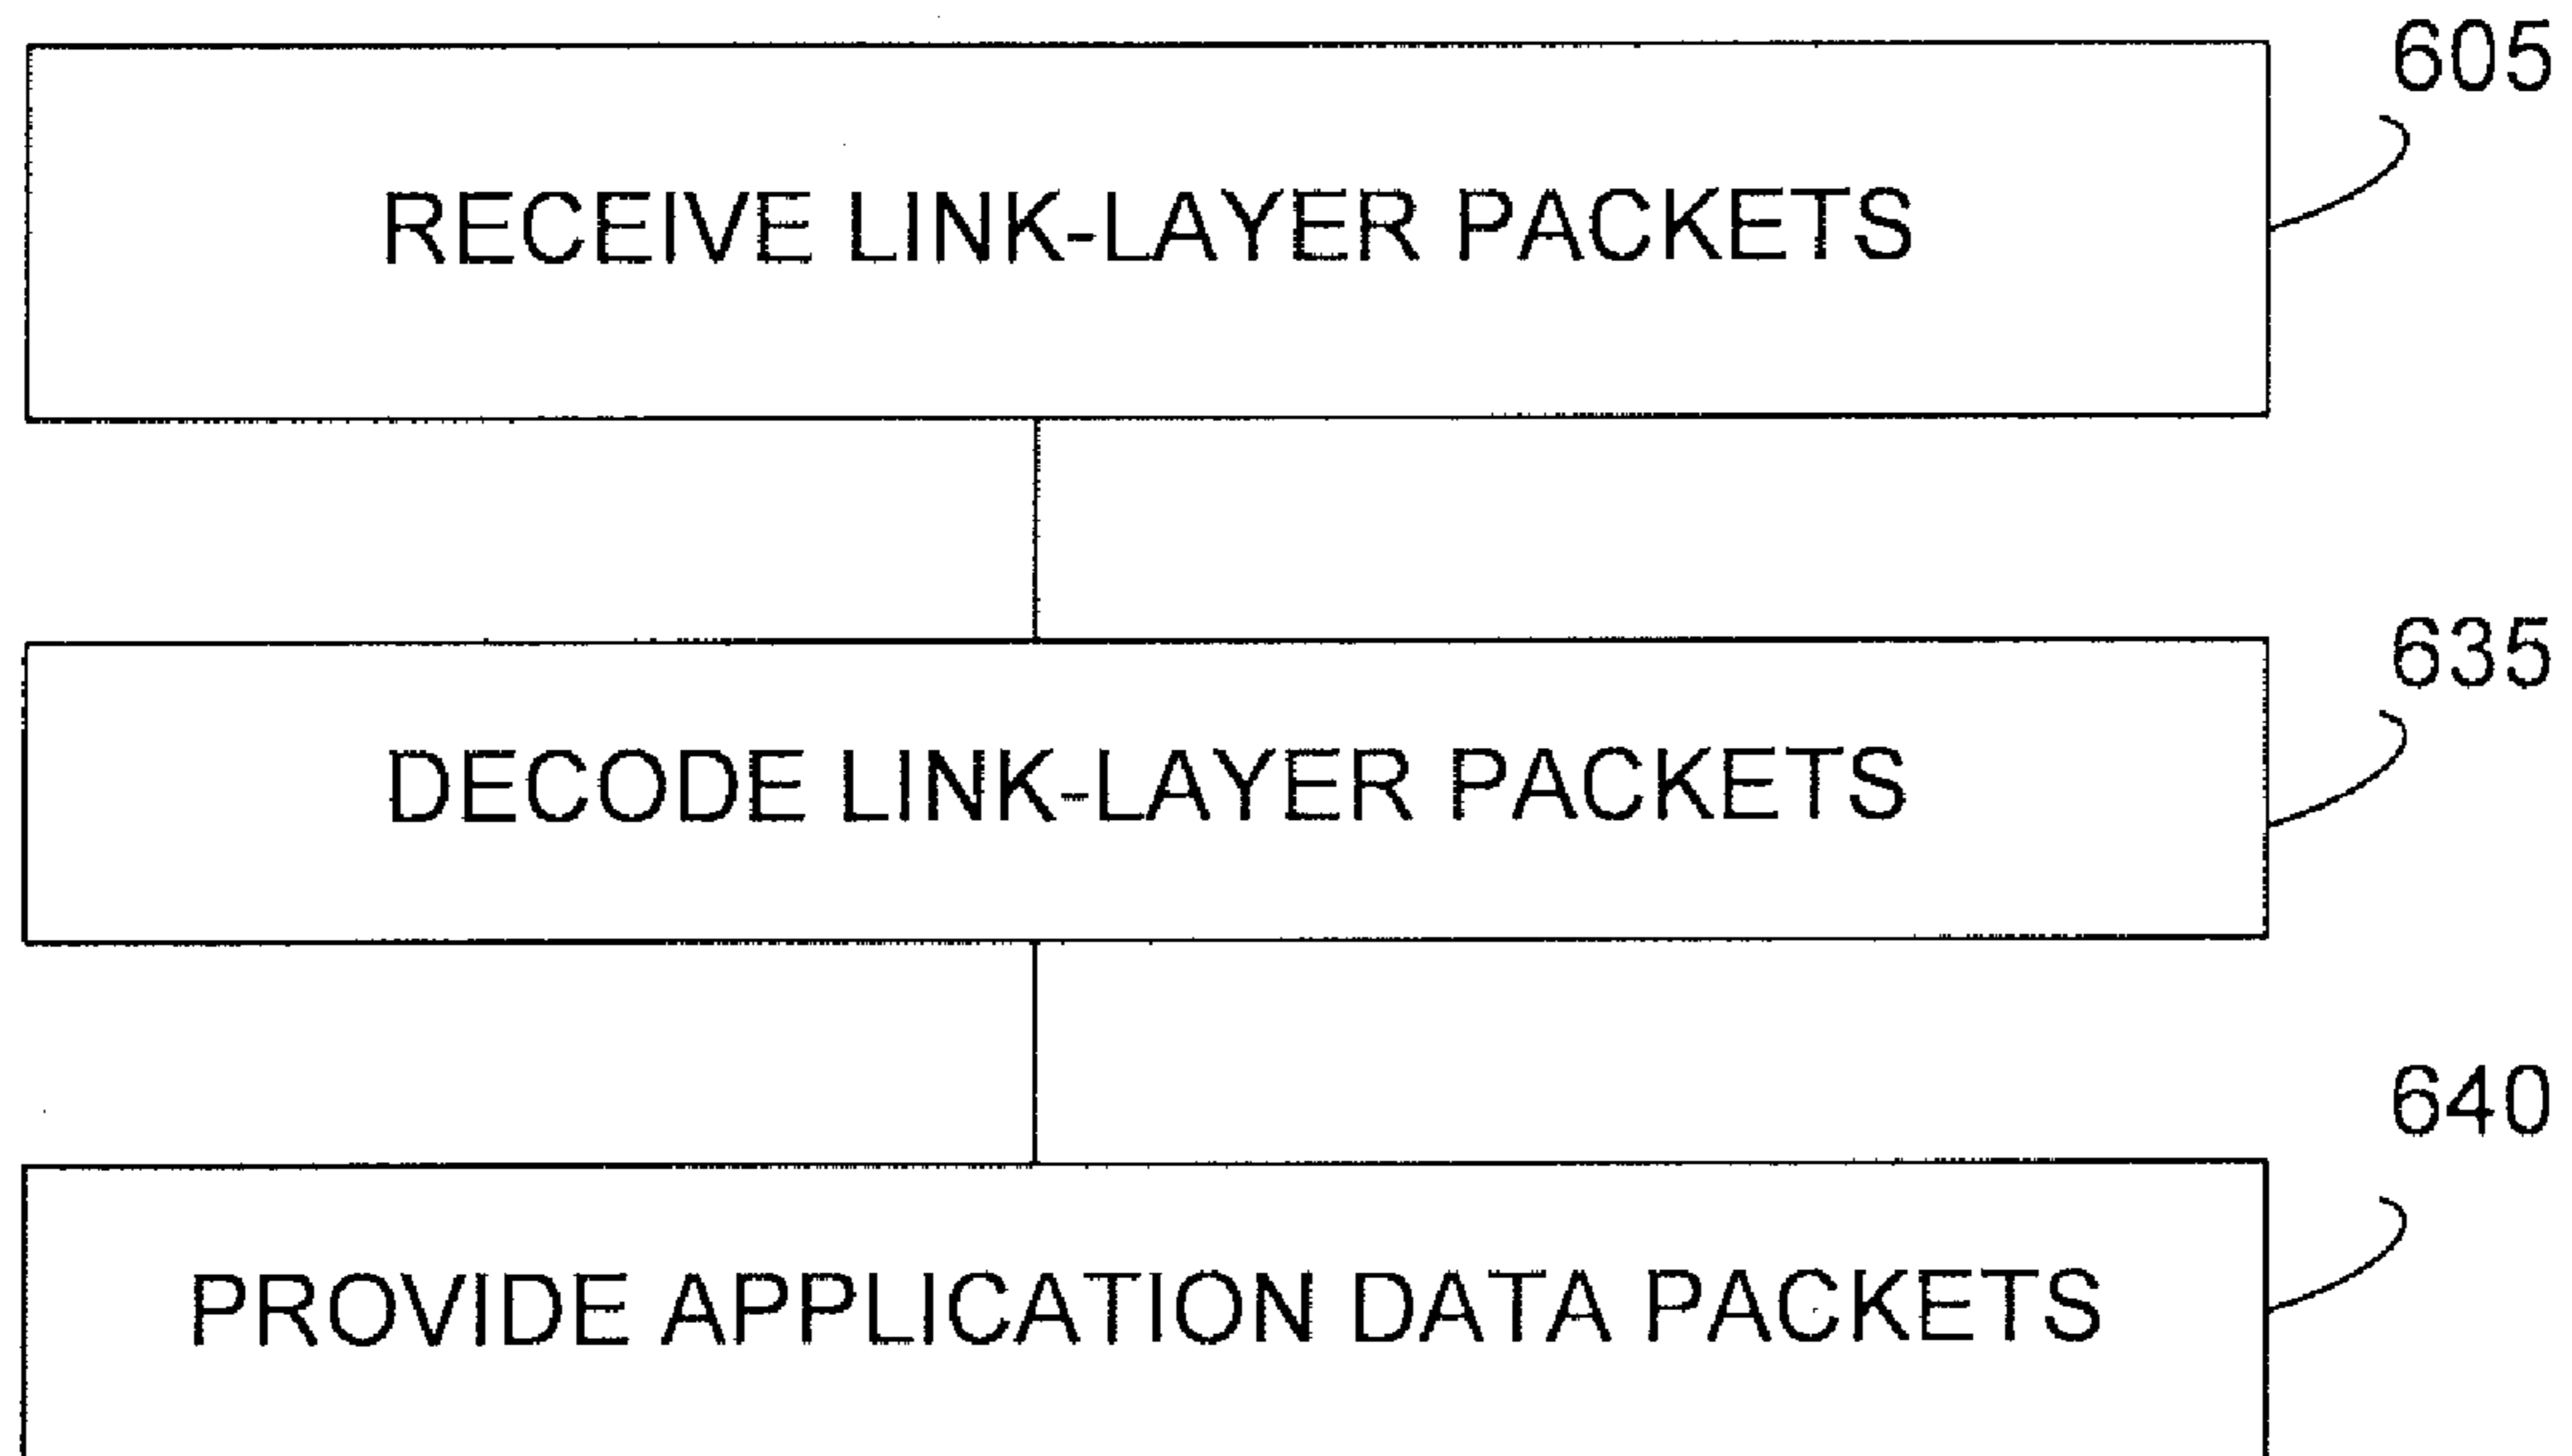 605
RECEIVE LINK-LAYER PACKETS
635
DECODE LINK-LAYER PACKETS
640
PROVIDE APPLICATION DATA PACKETS